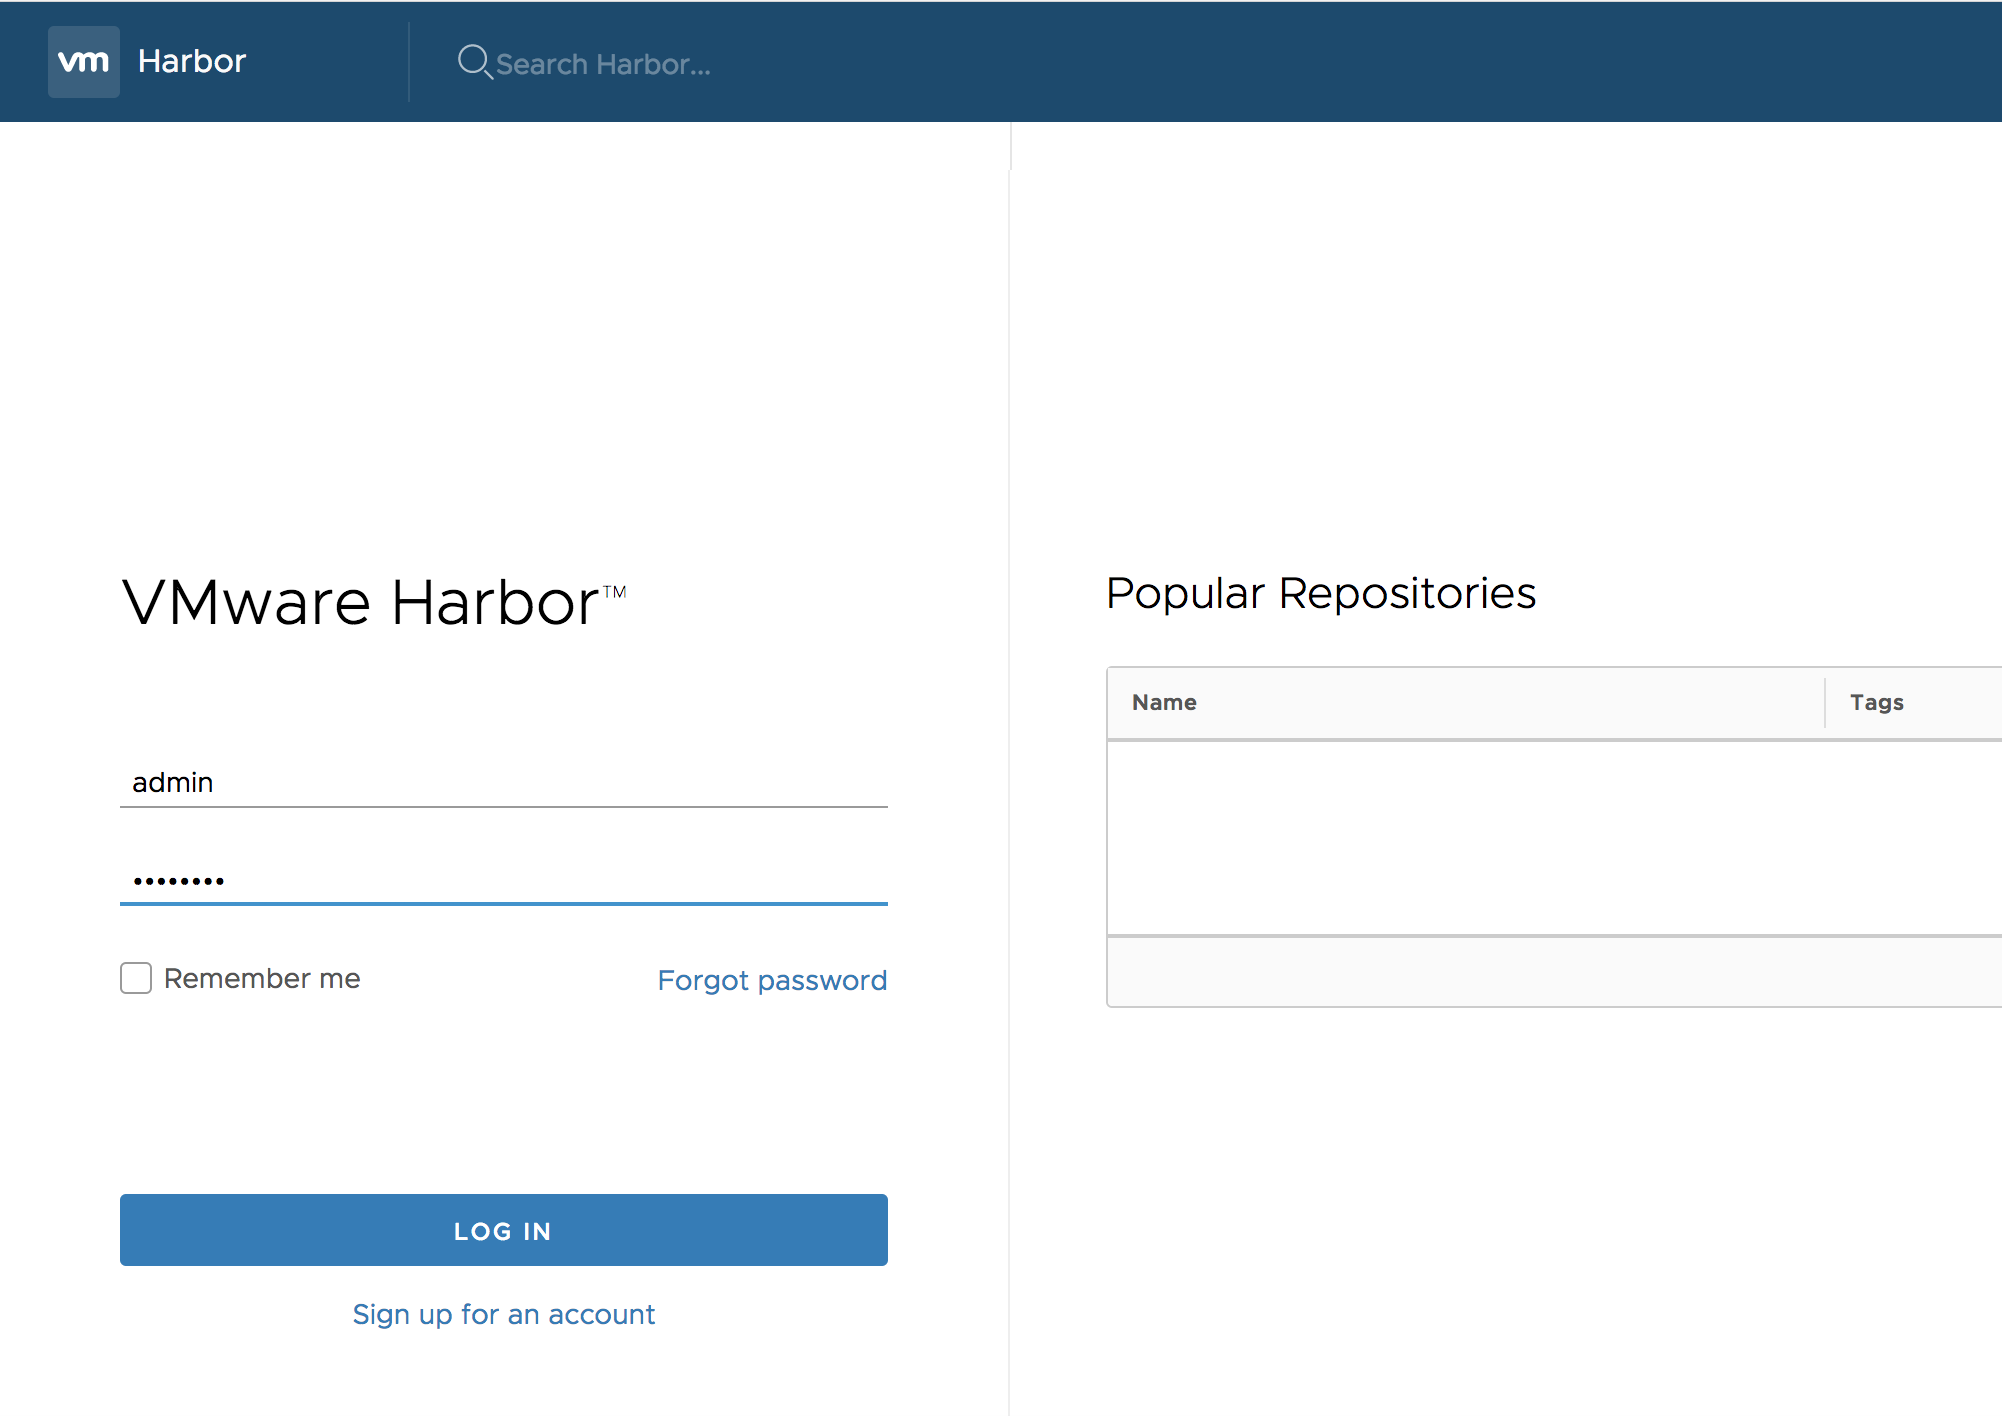 vm Harbor Search Harbor...
VMware Harbor™
admin
••••••••
Remember me Forgot password
LOG IN
Sign up for an account
Popular Repositories
Name Tags